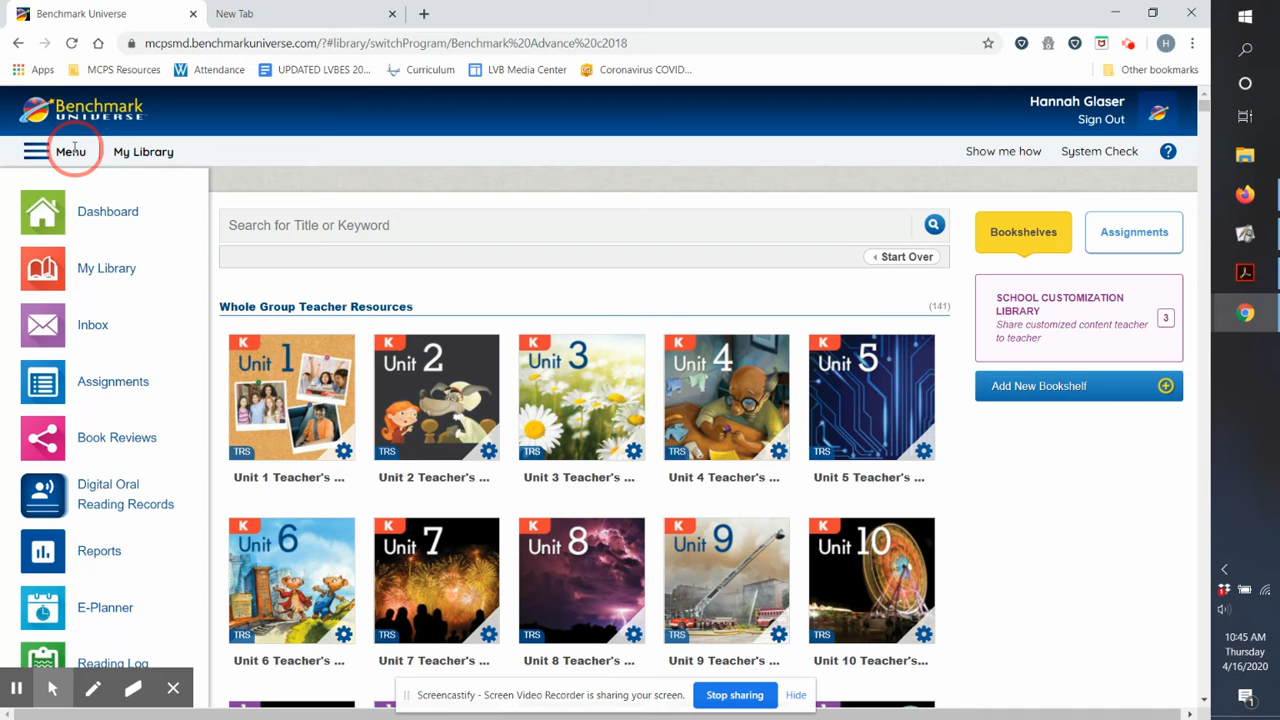 Benchmark Universe
New Tab
mcpsmd.benchmarkuniverse.com/?#library/switchProgram/Benchmark%20Advance%20c2018
H
Apps
MCPS Resources
Attendance
UPDATED LVBES 20...
Curriculum
LVB Media Center
Coronavirus COVID...
Other bookmarks
Benchmark
UNIVERSE
Hannah Glaser
Sign Out
Menu
My Library
Show me how
System Check
?
Dashboard
My Library
Inbox
Assignments
Book Reviews
Digital Oral
Reading Records
Reports
E-Planner
Reading Log
Search for Title or Keyword
Start Over
Bookshelves
Assignments
SCHOOL CUSTOMIZATION
LIBRARY
Share customized content teacher
to teacher
3
Add New Bookshelf
Whole Group Teacher Resources
(141)
K
Unit 1
TRS
Unit 1 Teacher's ...
K
Unit 2
TRS
Unit 2 Teacher's ...
K
Unit 3
TRS
Unit 3 Teacher's ...
K
Unit 4
TRS
Unit 4 Teacher's ...
K
Unit 5
TRS
Unit 5 Teacher's ...
K
Unit 6
TRS
Unit 6 Teacher's ...
K
Unit 7
TRS
Unit 7 Teacher's ...
K
Unit 8
TRS
Unit 8 Teacher's ...
K
Unit 9
TRS
Unit 9 Teacher's ...
K
Unit 10
TRS
Unit 10 Teacher's ...
Screencastify - Screen Video Recorder is sharing your screen.
Stop sharing
Hide
10:45 AM
Thursday
4/16/2020
1